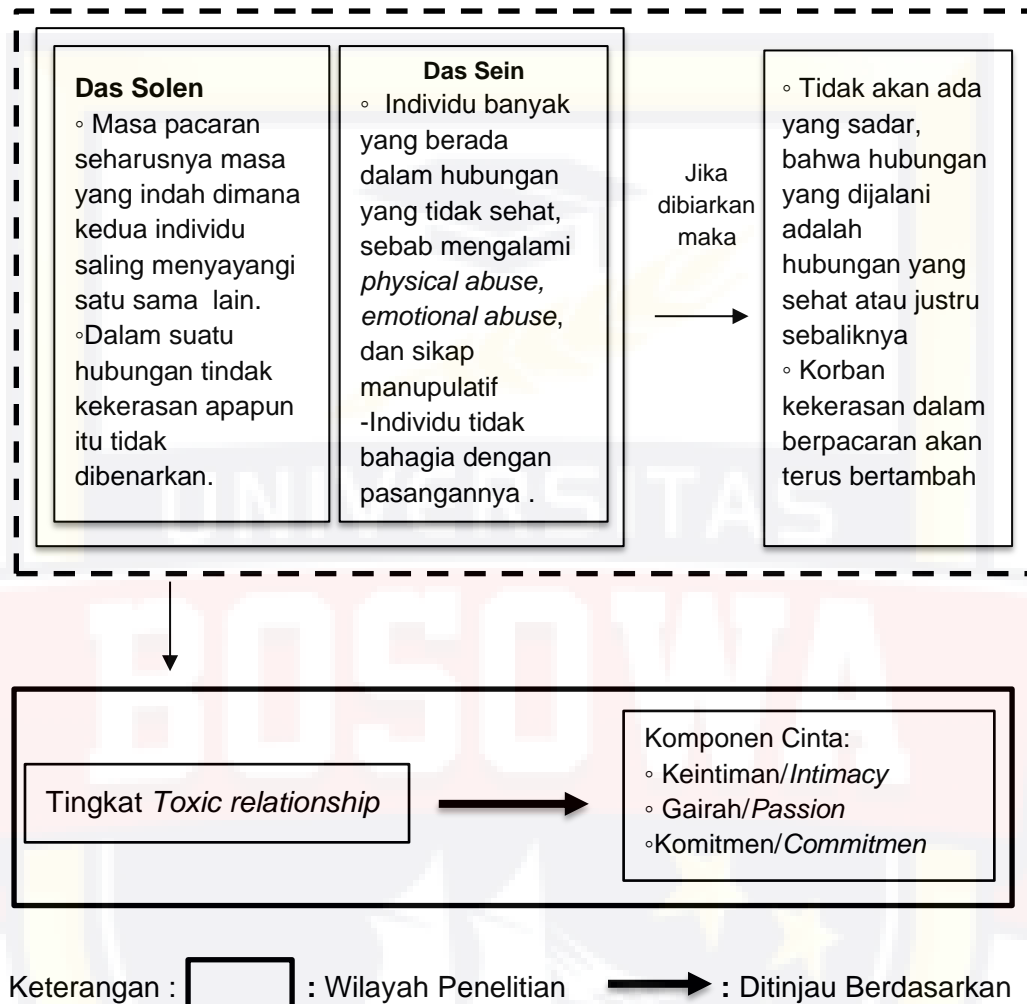 Das Solen
◦ Masa pacaran
seharusnya masa
yang indah dimana
kedua individu
saling menyayangi
satu sama lain.
◦Dalam suatu
hubungan tindak
kekerasan apapun
itu tidak
dibenarkan.
Das Sein
◦ Individu banyak
yang berada
dalam hubungan
yang tidak sehat,
sebab mengalami
physical abuse,
emotional abuse,
dan sikap
manupulatif
-Individu tidak
bahagia dengan
pasangannya .
Jika
dibiarkan
maka
◦ Tidak akan ada
yang sadar,
bahwa hubungan
yang dijalani
adalah
hubungan yang
sehat atau justru
sebaliknya
◦ Korban
kekerasan dalam
berpacaran akan
terus bertambah
UNIVERSITAS
BOSOWA
Tingkat Toxic relationship
Komponen Cinta:
◦ Keintiman/Intimacy
◦ Gairah/Passion
◦Komitmen/Commitmen
Keterangan : : Wilayah Penelitian : Ditinjau Berdasarkan